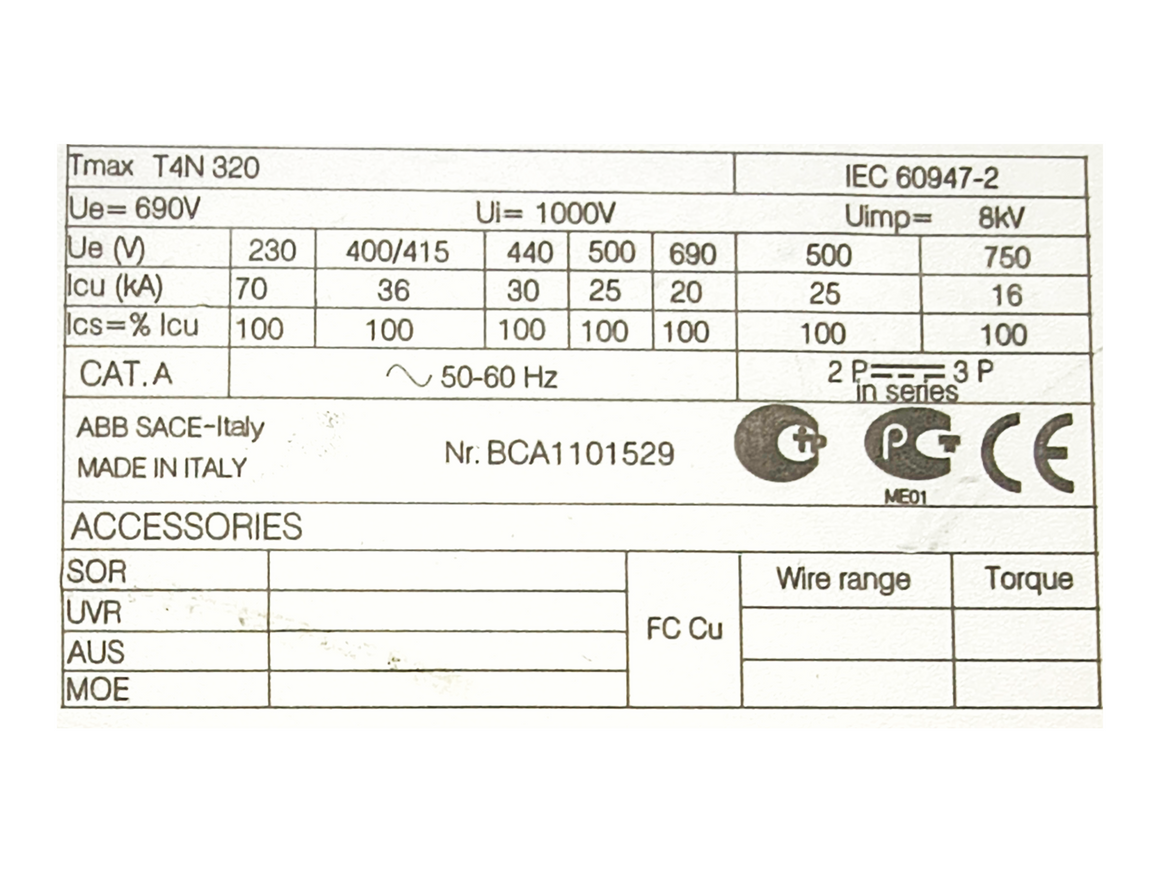 Tmax T4N 320 IEC 60947-2
Ue= 690V Ui= 1000V Uimp= 8kV
Ue (V) 230 400/415 440 500 690 500 750
Icu (kA) 70 36 30 25 20 25 16
Ics=% Icu 100 100 100 100 100 100 100
CAT. A 50-60 Hz 2 P 3 P
in series
ABB SACE-Italy
MADE IN ITALY
Nr. BCA1101529
PCT
CE
ME01
ACCESSORIES
SOR
UVR
AUS
MOE
FC Cu
Wire range Torque